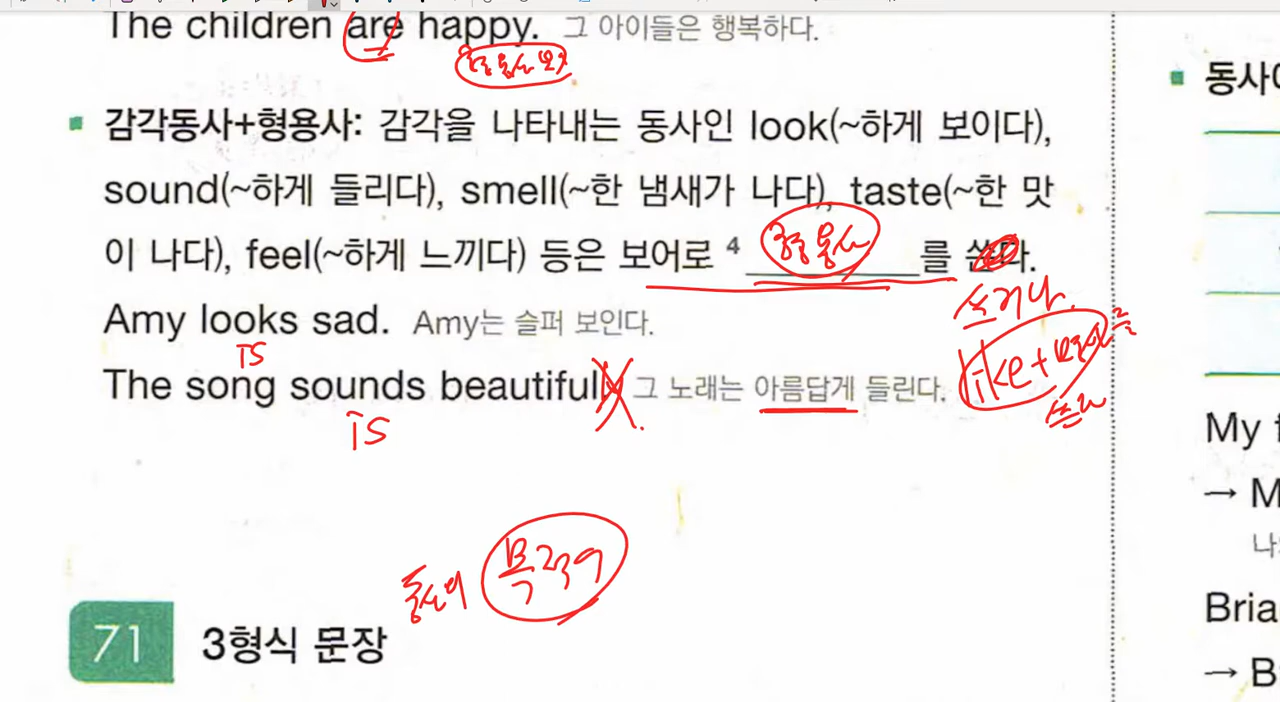 The children are happy. 그 아이들은 행복하다.
형용사 보어
감각동사+형용사: 감각을 나타내는 동사인 look(~하게 보이다),
sound(~하게 들리다), smell(~한 냄새가 나다), taste(~한 맛
이 나다), feel(~하게 느끼다) 등은 보어로 4 형용사 를 쓴다.
쓰거나
Amy looks sad. Amy는 슬퍼 보인다.
is
like+명사를
The song sounds beautiful 그 노래는 아름답게 들린다.
is
목적어
71 3형식 문장
동사
My
→ M
나
Bria
→ B